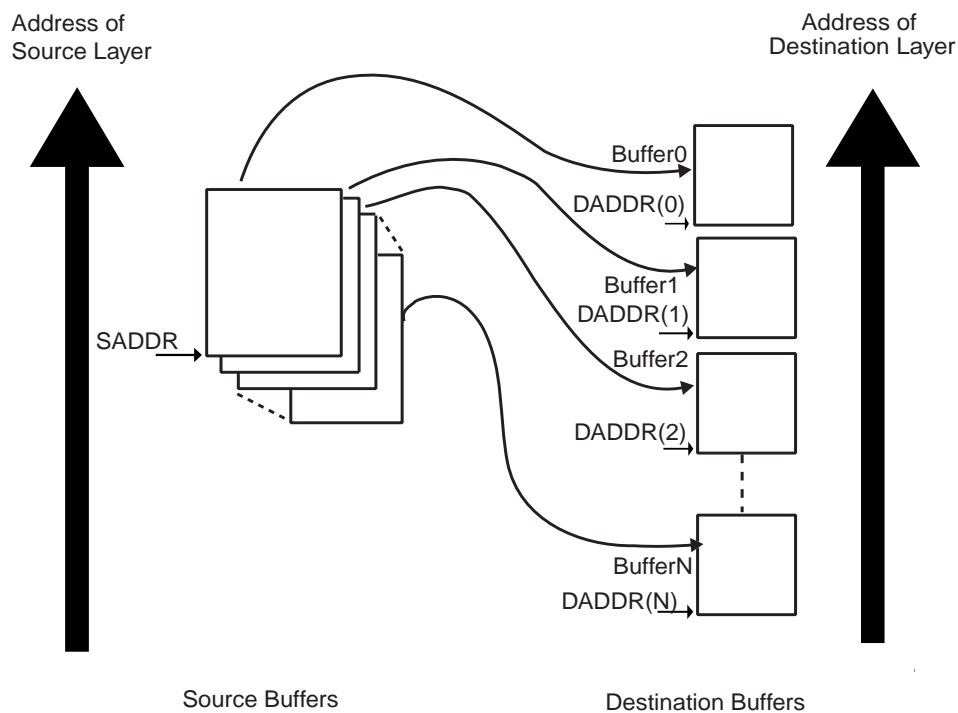 Address of
Source Layer
Address of
Destination Layer
Buffer0
DADDR(0)
Buffer1
DADDR(1)
SADDR
Buffer2
DADDR(2)
BufferN
DADDR(N)
Source Buffers
Destination Buffers